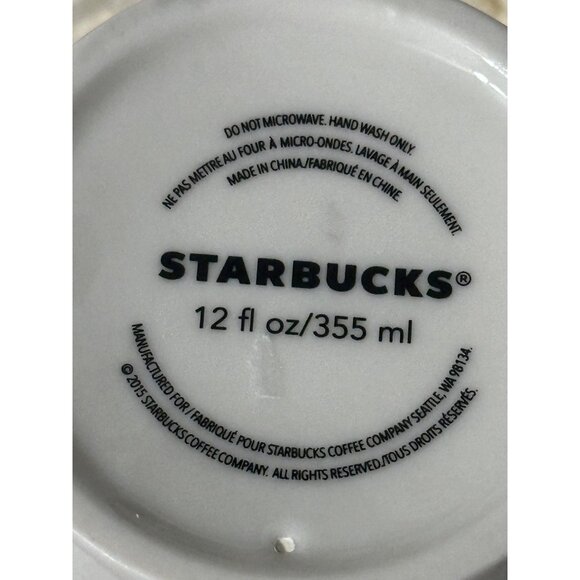 DO NOT MICROWAVE. HAND WASH ONLY.
NE PAS METTRE AU FOUR À MICRO-ONDES. LAVAGE À MAIN SEULEMENT.
MADE IN CHINA./FABRIQUÉ EN CHINE.
STARBUCKS®
12 fl oz/355 ml
MANUFACTURED FOR/FABRIQUÉ POUR STARBUCKS COFFEE COMPANY SEATTLE, WA 98134.
© 2015 STARBUCKS COFFEE COMPANY. ALL RIGHTS RESERVED./TOUS DROITS RÉSERVÉS.